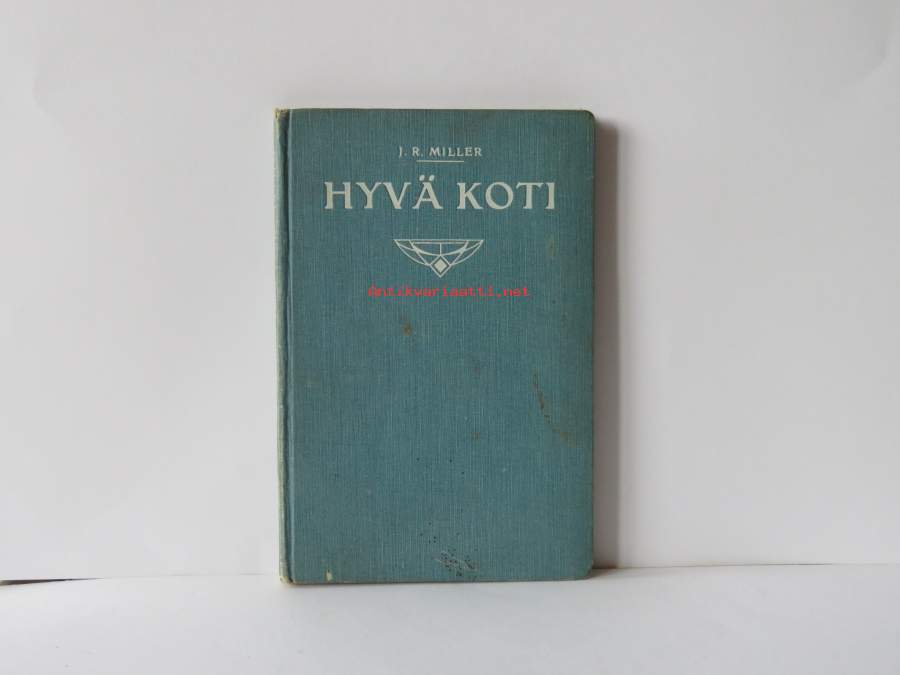 J. R. MILLER
HYVÄ KOTI
antikvariaatti.net